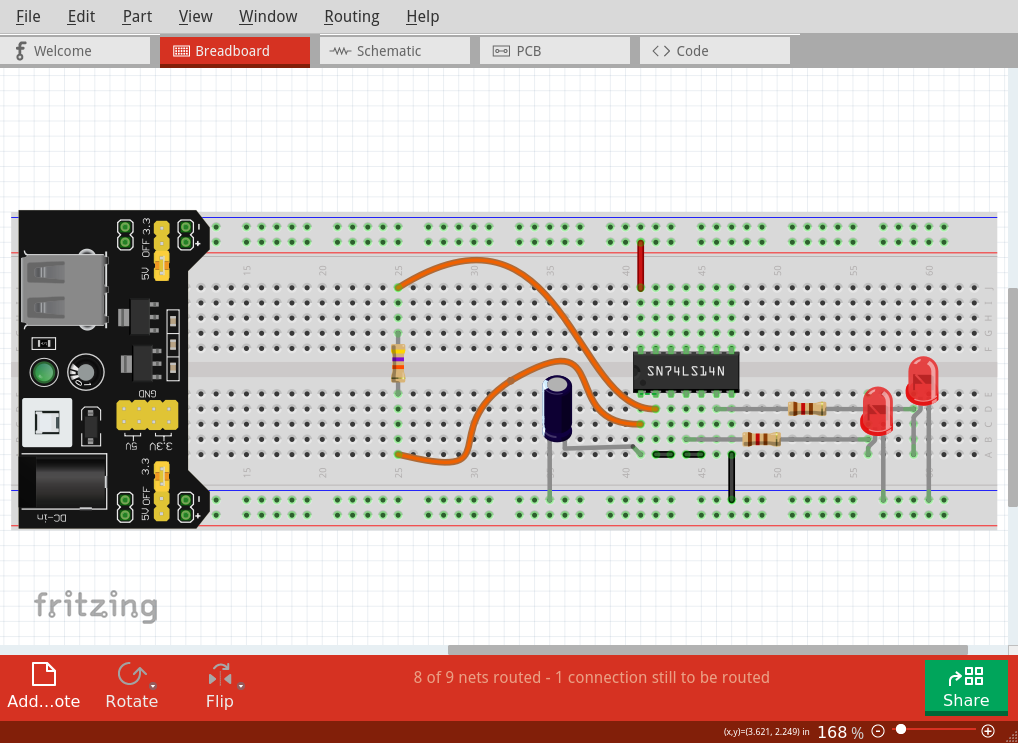 File Edit Part View Window Routing Help
Welcome Breadboard Schematic PCB Code
5V OFF 3.3
- +
15 20 25 30 35 40 45 50 55 60
J
I
H
G
F
SN74LS14N
0 1
GND
5V 3.3V
E
D
C
B
A
15 20 25 30 35 40 45 50 55 60
5V OFF 3.3
- +
DC-in
fritzing
Add...ote Rotate Flip
8 of 9 nets routed - 1 connection still to be routed
Share
(x,y)=(3.621, 2.249) in 168 %